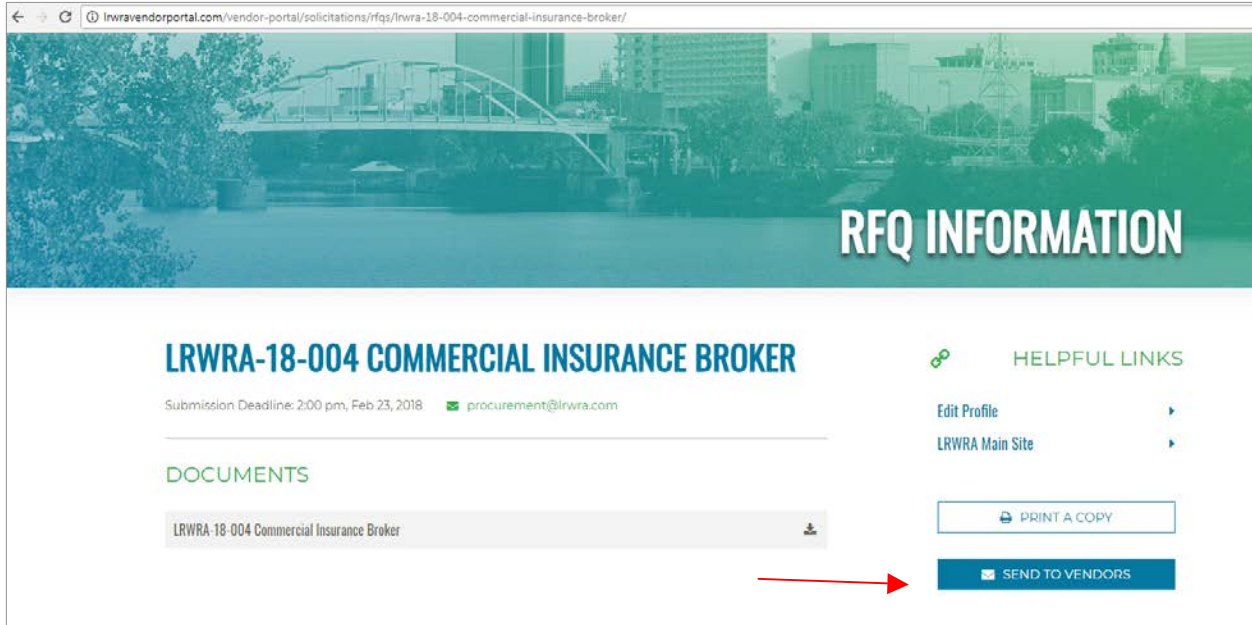 lrwravendorportal.com/vendor-portal/solicitations/rfqs/lrwra-18-004-commercial-insurance-broker/
RFQ INFORMATION
LRWRA-18-004 COMMERCIAL INSURANCE BROKER
Submission Deadline: 2:00 pm, Feb 23, 2018 procurement@lrwra.com
DOCUMENTS
LRWRA-18-004 Commercial Insurance Broker
HELPFUL LINKS
Edit Profile
LRWRA Main Site
PRINT A COPY
SEND TO VENDORS